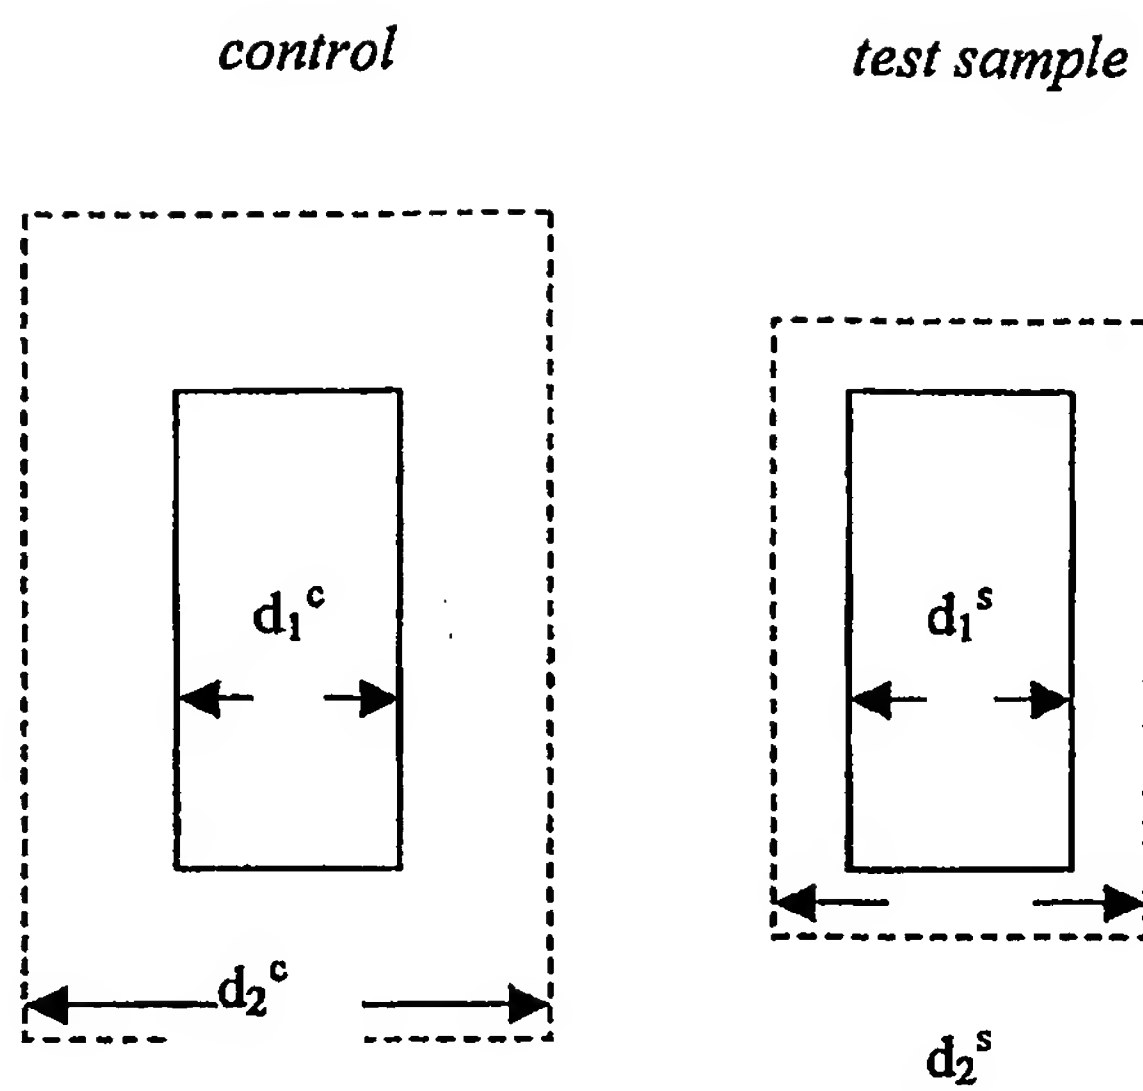 control
test sample
d₁ᶜ
d₁ˢ
d₂ᶜ
d₂ˢ